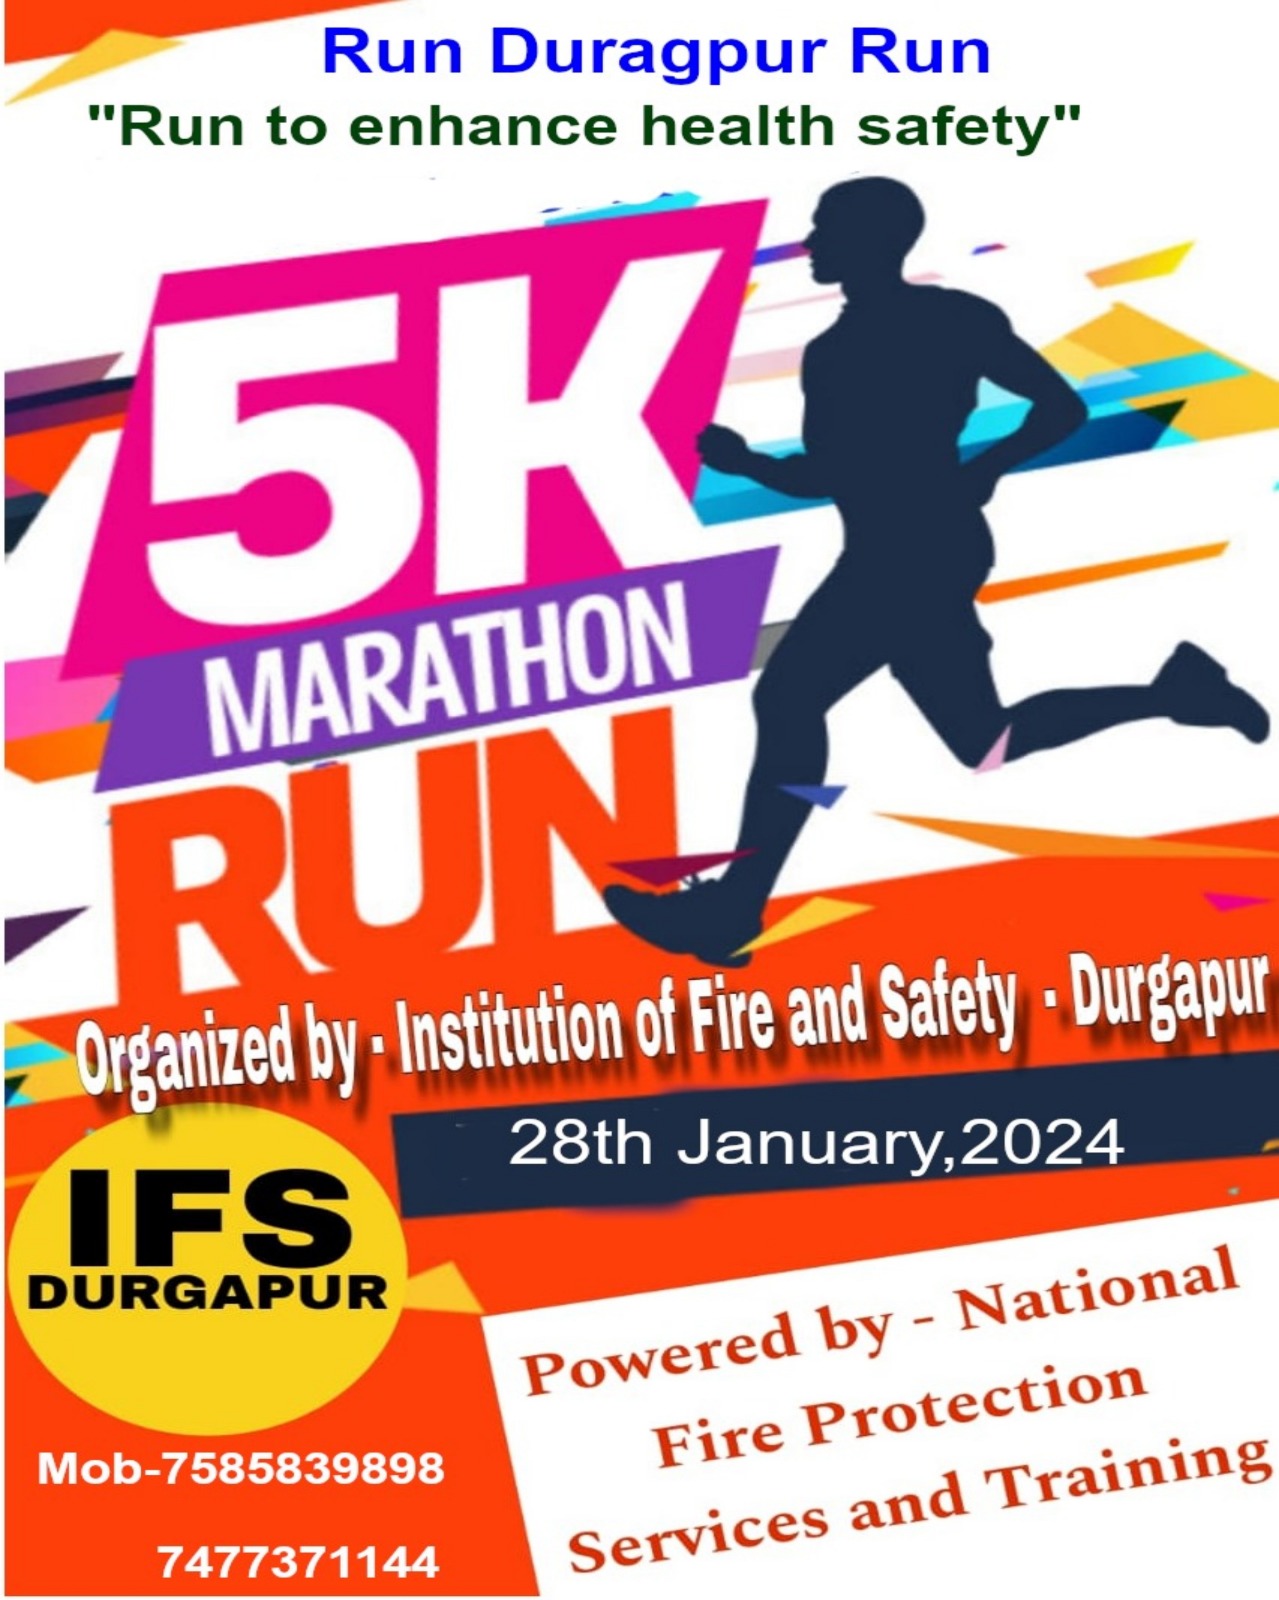 Run Duragpur Run
"Run to enhance health safety"
5K
MARATHON
RUN
Organized by - Institution of Fire and Safety - Durgapur
28th January,2024
IFS
DURGAPUR
Powered by - National
Fire Protection
Services and Training
Mob-7585839898
7477371144